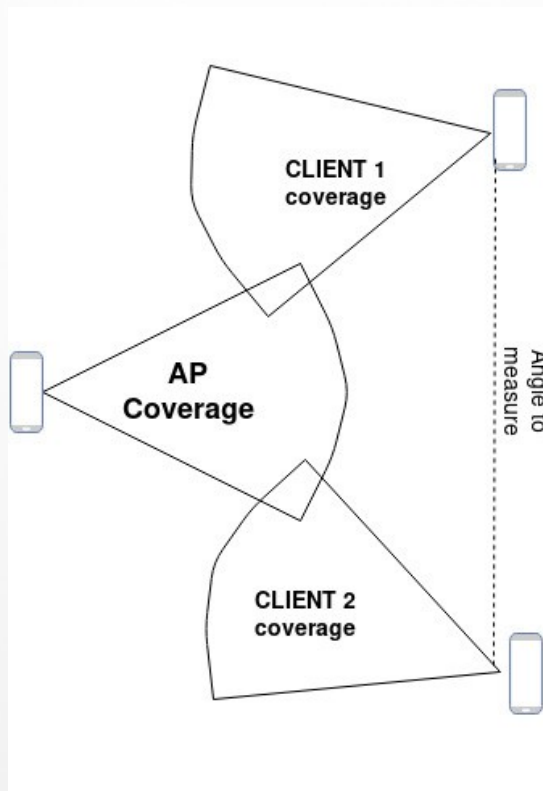 CLIENT 1
coverage
AP
Coverage
Angle to
measure
CLIENT 2
coverage